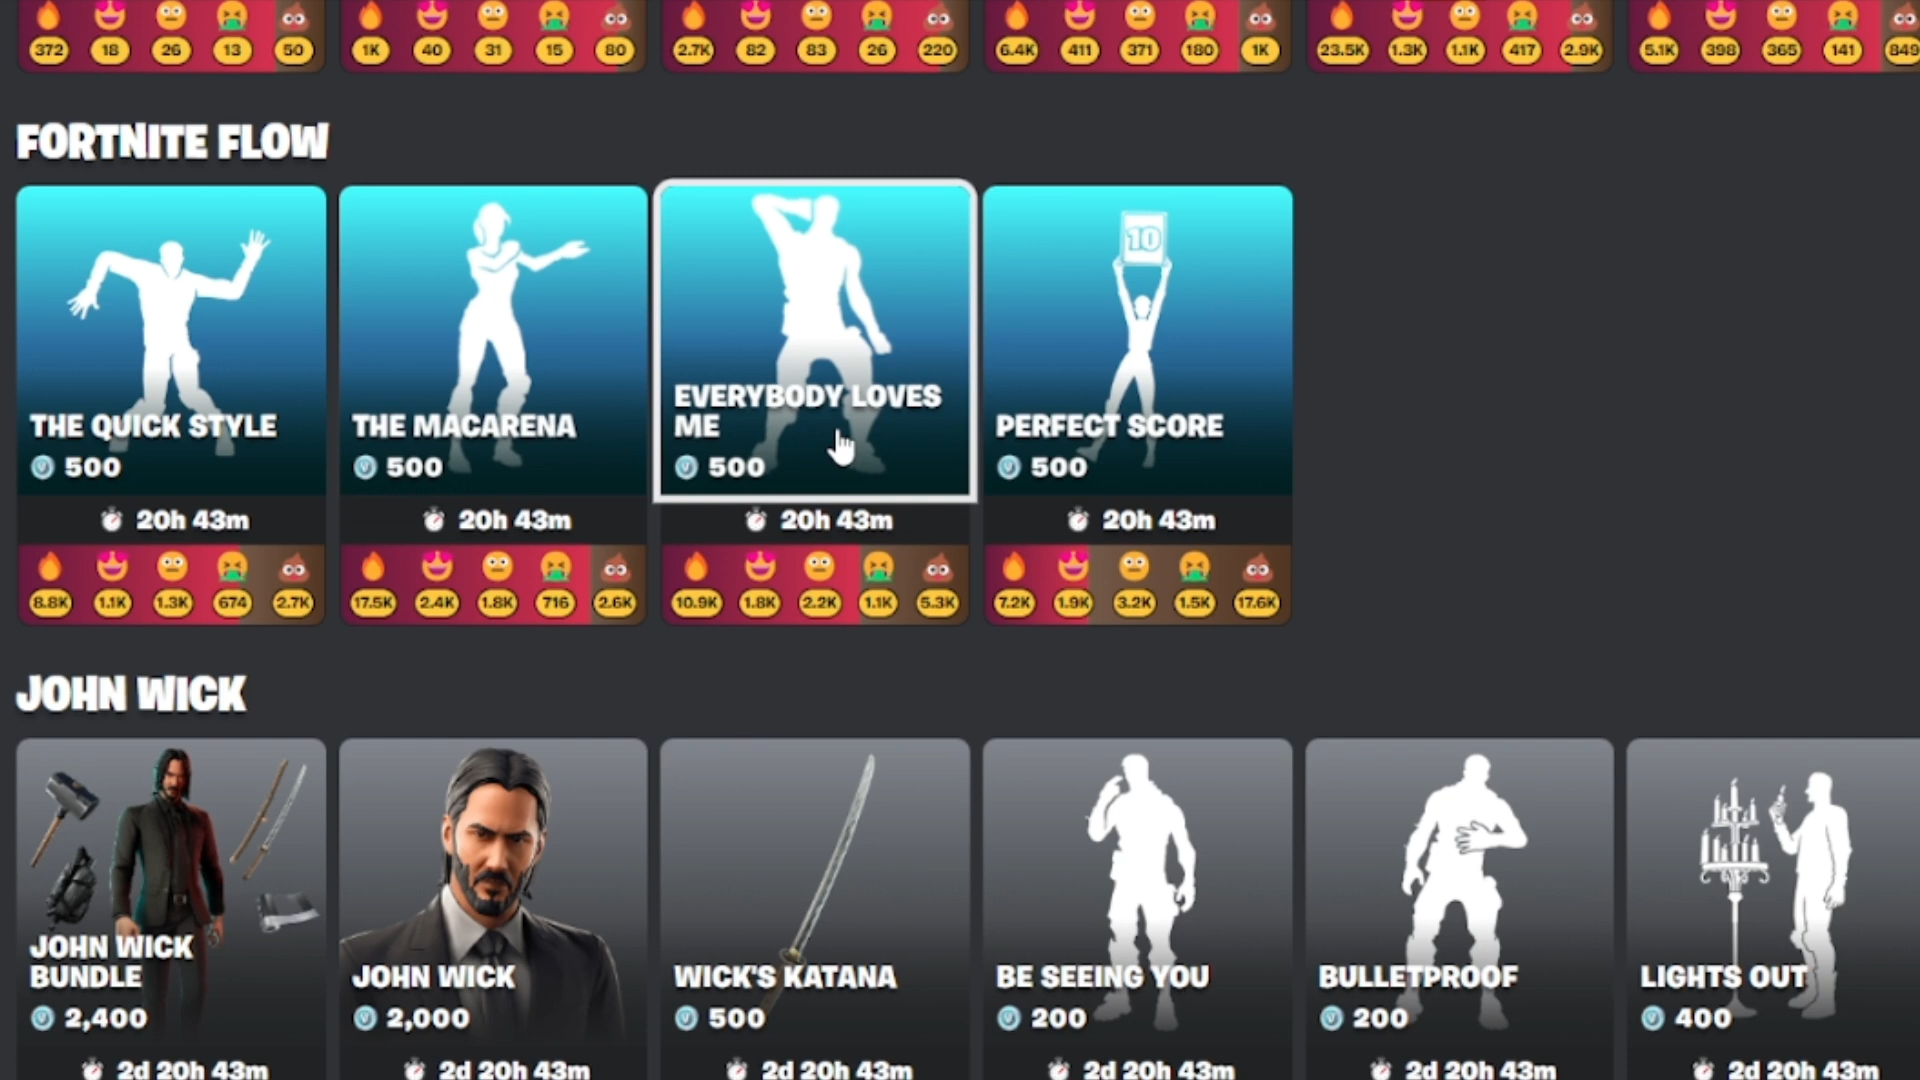 372 18 26 13 50 1K 40 31 15 80 2.7K 82 83 26 220 6.4K 411 371 180 1K 23.5K 1.3K 1.1K 417 2.9K 5.1K 398 365 141 849
FORTNITE FLOW
10
EVERYBODY LOVES
THE QUICK STYLE THE MACARENA ME PERFECT SCORE
500 500 500 500
20h 43m 20h 43m 20h 43m 20h 43m
8.8K 1.1K 1.3K 674 2.7K 17.5K 2.4K 1.8K 716 2.6K 10.9K 1.8K 2.2K 1.1K 5.3K 7.2K 1.9K 3.2K 1.5K 17.6K
JOHN WICK
JOHN WICK
BUNDLE JOHN WICK WICK'S KATANA BE SEEING YOU BULLETPROOF LIGHTS OUT
2,400 2,000 500 200 200 400
2d 20h 43m 2d 20h 43m 2d 20h 43m 2d 20h 43m 2d 20h 43m 2d 20h 43m